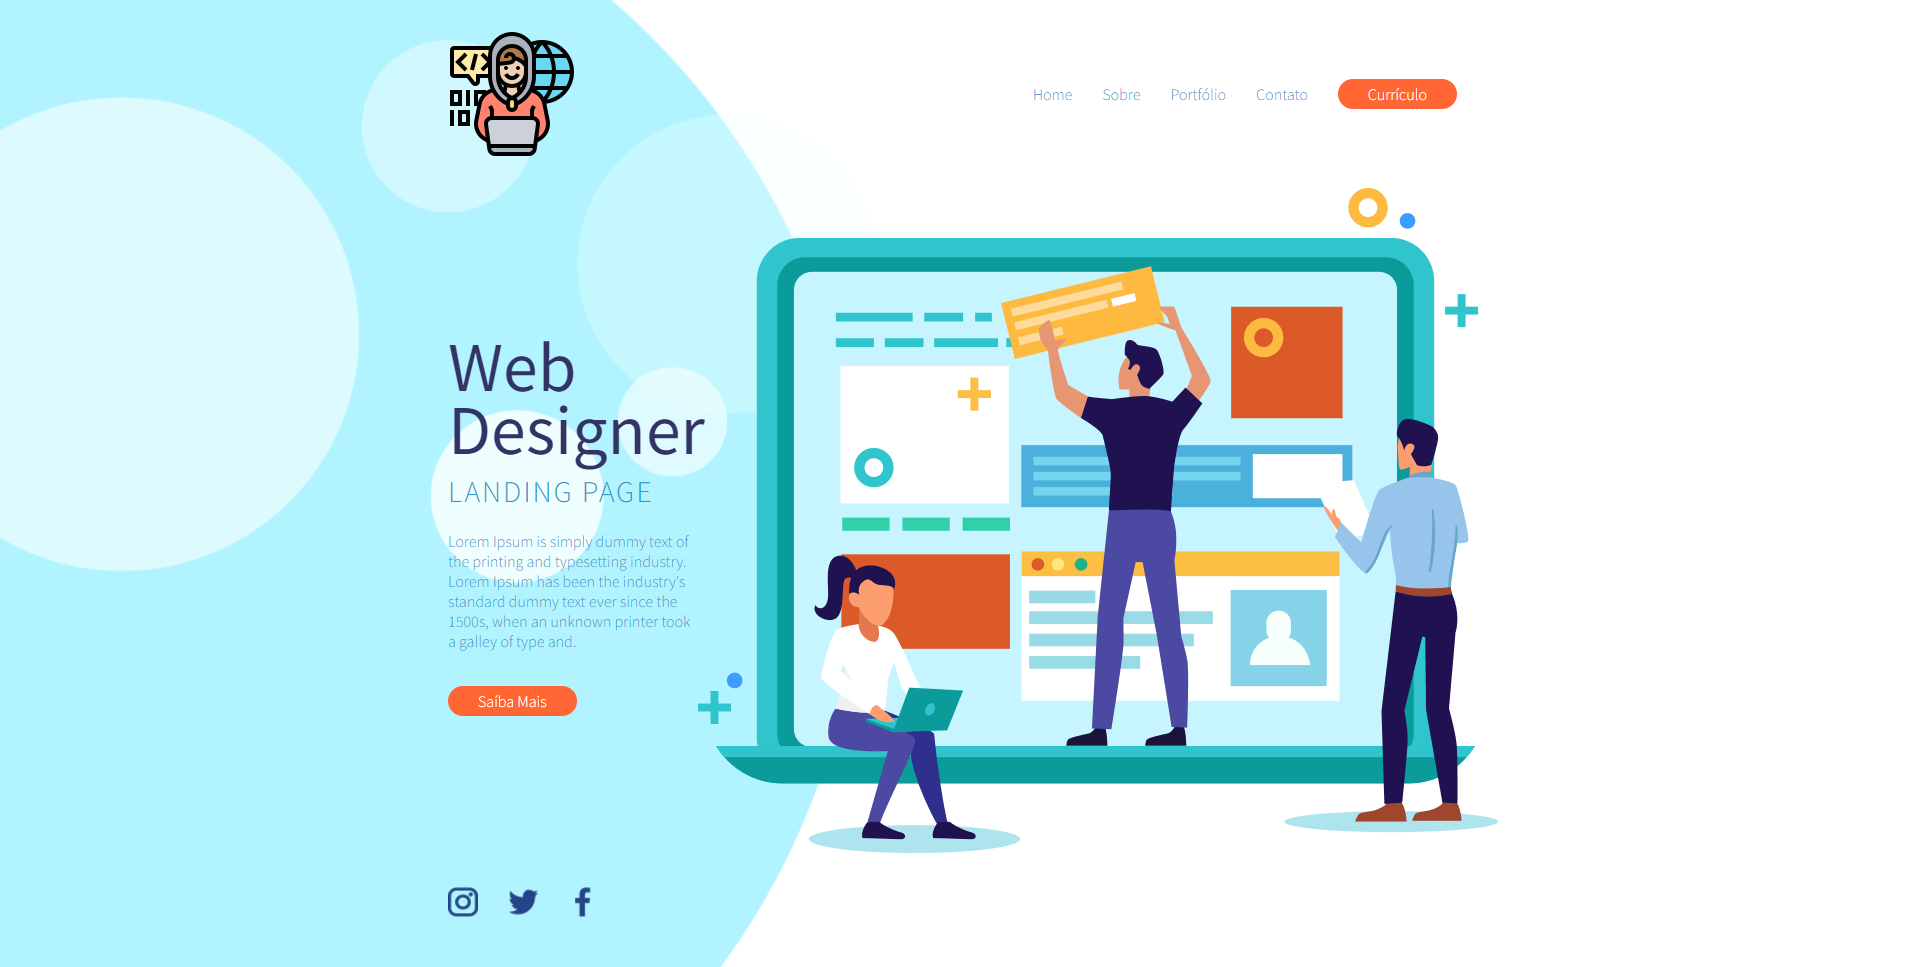 </>
Home Sobre Portfólio Contato Currículo
Web
Designer
LANDING PAGE
Lorem Ipsum is simply dummy text of
the printing and typesetting industry.
Lorem Ipsum has been the industry's
standard dummy text ever since the
1500s, when an unknown printer took
a galley of type and.
Saíba Mais